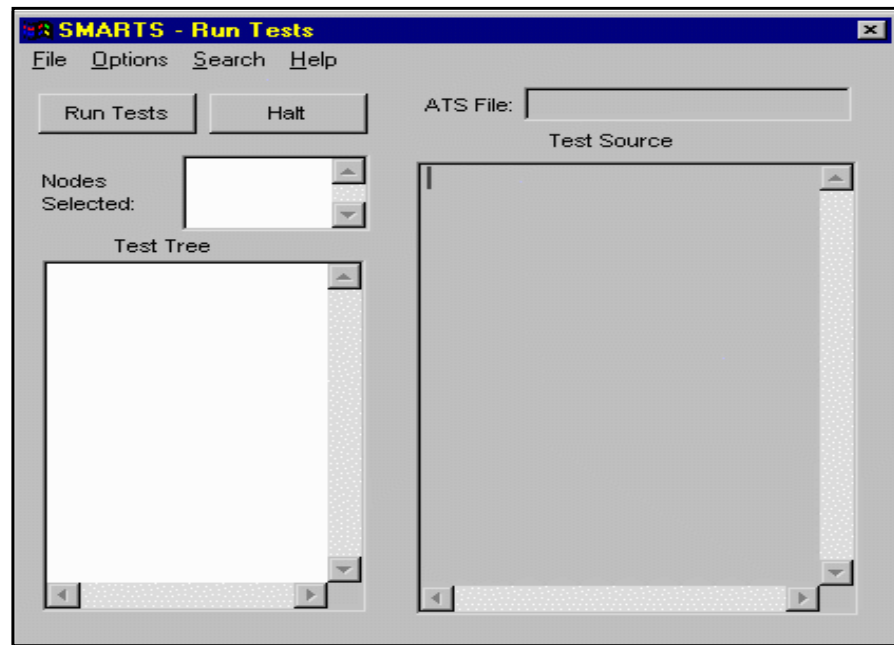 SMARTS - Run Tests
File Options Search Help
Run Tests
Halt
ATS File:
Test Source
Nodes
Selected:
Test Tree